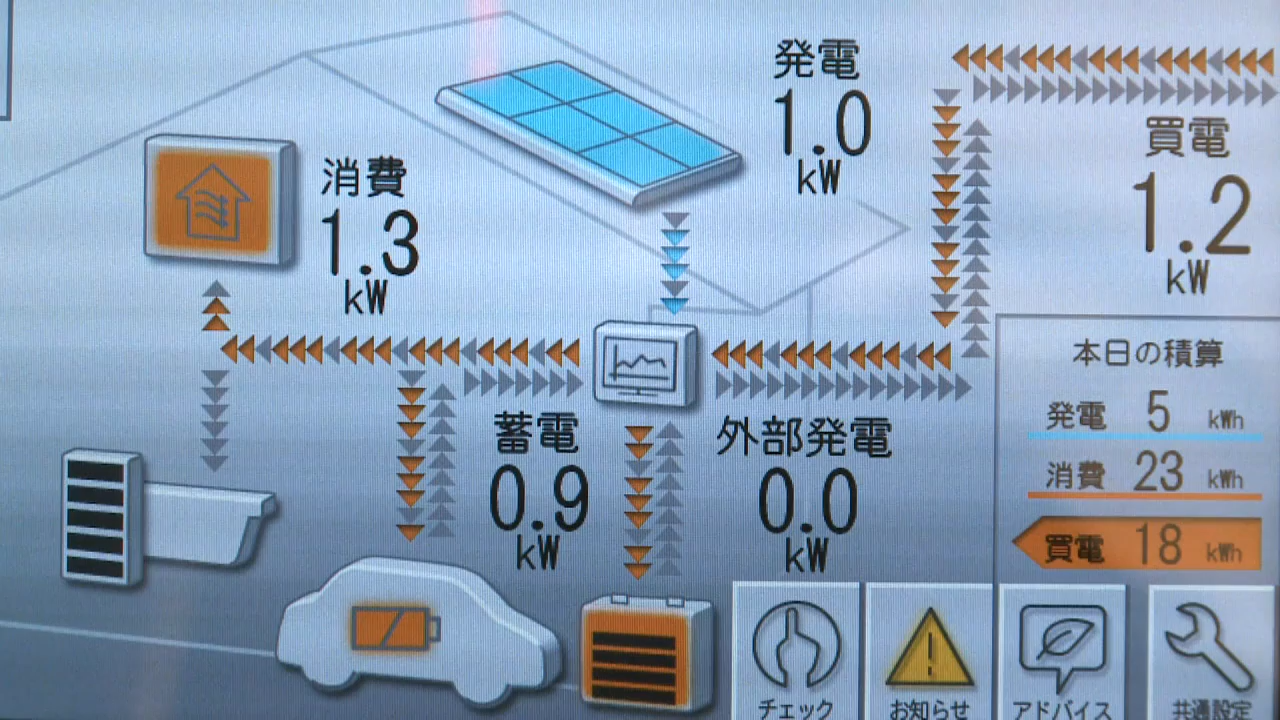 発電
1.0
kW
買電
1.2
kW
消費
1.3
kW
本日の積算
発電 5 kWh
消費 23 kWh
買電 18 kWh
蓄電
0.9
kW
外部発電
0.0
kW
チェック
お知らせ
アドバイス
共通設定